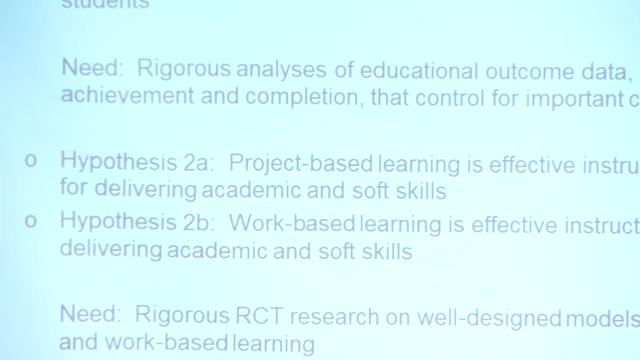 students
Need: Rigorous analyses of educational outcome data,
achievement and completion, that control for important
o Hypothesis 2a: Project-based learning is effective
for delivering academic and soft skills
o Hypothesis 2b: Work-based learning is effective
delivering academic and soft skills
Need: Rigorous RCT research on well-designed models
and work-based learning